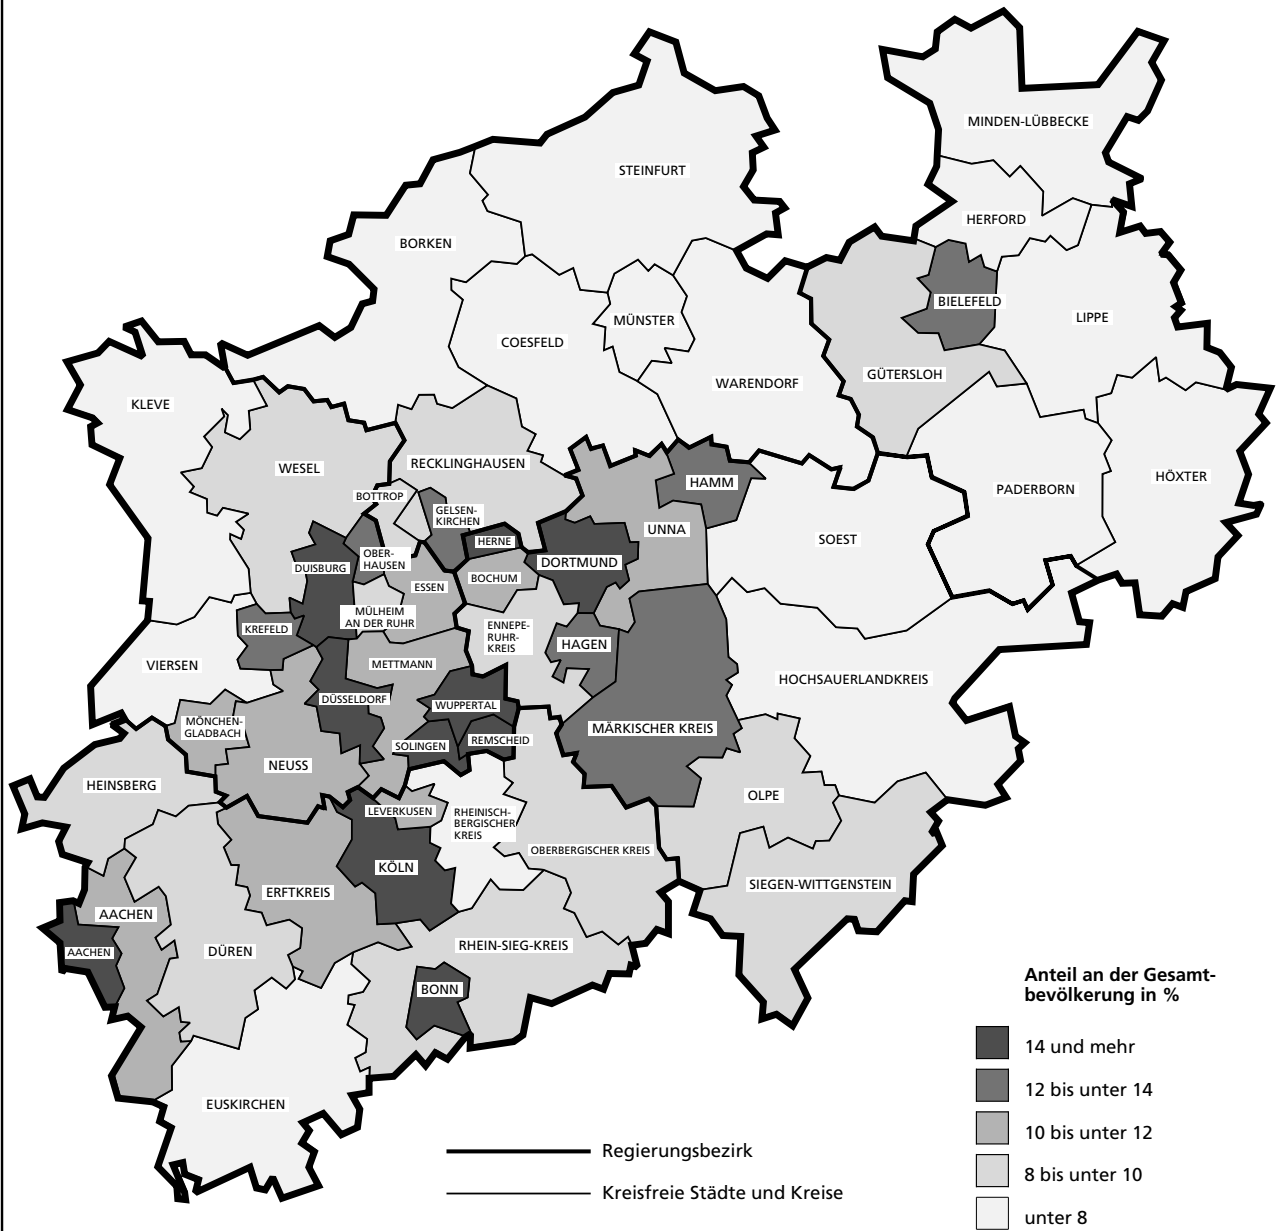 MINDEN-LÜBBECKE
STEINFURT
HERFORD
BORKEN
BIELEFELD
LIPPE
MÜNSTER
COESFELD
GÜTERSLOH
WARENDORF
KLEVE
RECKLINGHAUSEN
WESEL
HÖXTER
HAMM
PADERBORN
BOTTROP
GELSEN-
KIRCHEN
UNNA
SOEST
HERNE
OBER-
HAUSEN
DORTMUND
DUISBURG
BOCHUM
ESSEN
MÜLHEIM
AN DER RUHR
KREFELD
ENNEPE-
RUHR-
KREIS
HAGEN
VIERSEN
METTMANN
HOCHSAUERLANDKREIS
DÜSSELDORF
WUPPERTAL
MÖNCHEN-
GLADBACH
MÄRKISCHER KREIS
SOLINGEN
REMSCHEID
NEUSS
HEINSBERG
OLPE
LEVERKUSEN
RHEINISCH-
BERGISCHER
KREIS
OBERBERGISCHER KREIS
KÖLN
SIEGEN-WITTGENSTEIN
ERFTKREIS
AACHEN
RHEIN-SIEG-KREIS
AACHEN
DÜREN
BONN
EUSKIRCHEN
Anteil an der Gesamt-
bevölkerung in %
14 und mehr
12 bis unter 14
10 bis unter 12
8 bis unter 10
unter 8
Regierungsbezirk
Kreisfreie Städte und Kreise